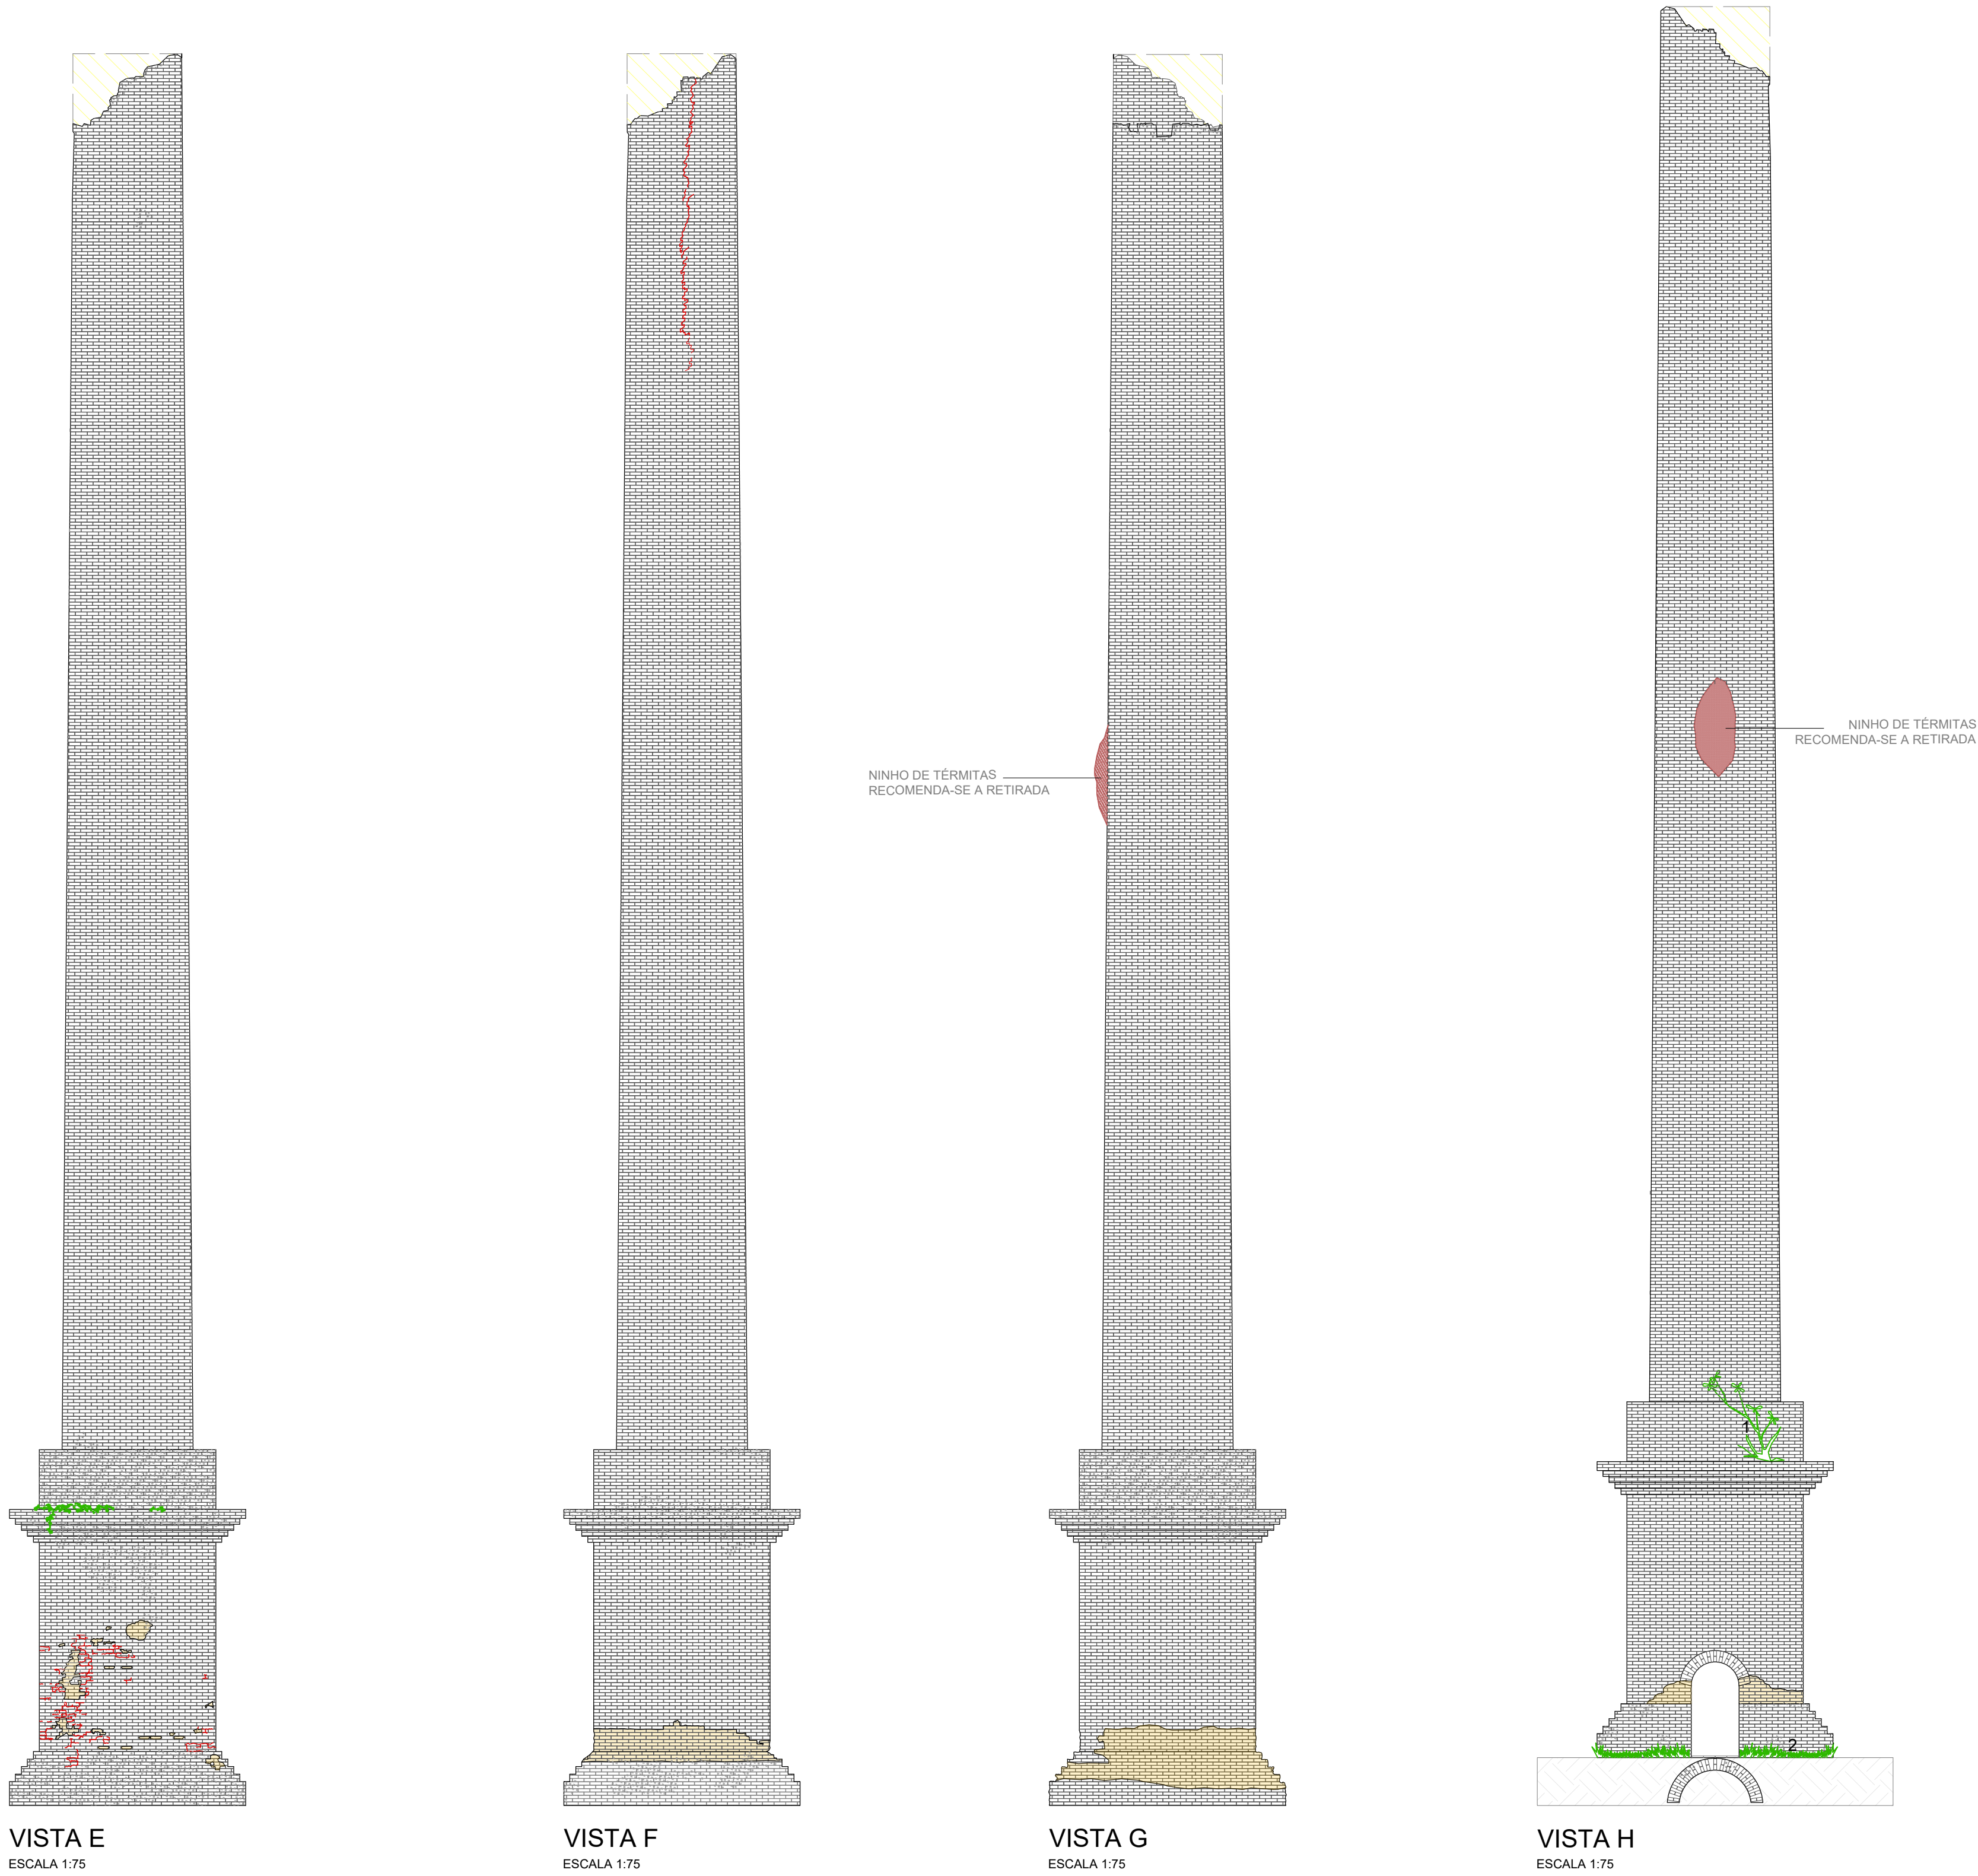 NINHO DE TÉRMITAS
RECOMENDA-SE A RETIRADA
NINHO DE TÉRMITAS
RECOMENDA-SE A RETIRADA
1
2
VISTA E
ESCALA 1:75
VISTA F
ESCALA 1:75
VISTA G
ESCALA 1:75
VISTA H
ESCALA 1:75